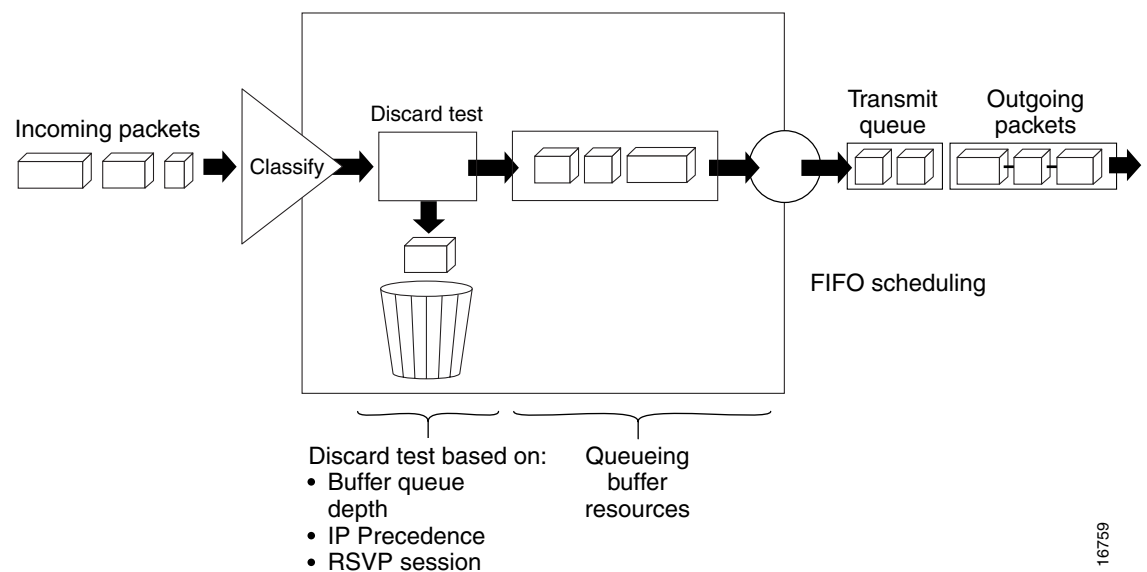 Incoming packets
Classify
Discard test
Transmit
queue
Outgoing
packets
FIFO scheduling
Discard test based on:
• Buffer queue
depth
• IP Precedence
• RSVP session
Queueing
buffer
resources
16759